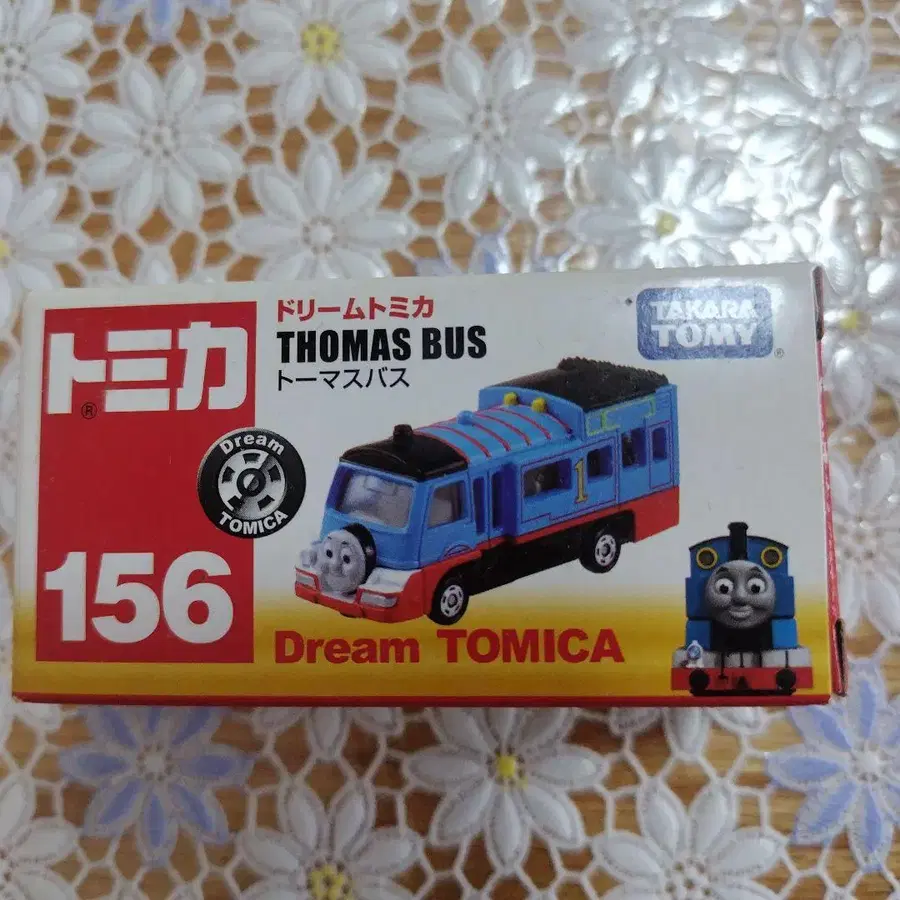 トミカ
®
Dream
TOMICA
156
ドリームトミカ
THOMAS BUS
トーマスバス
1
Dream TOMICA
TAKARA
TOMY
®